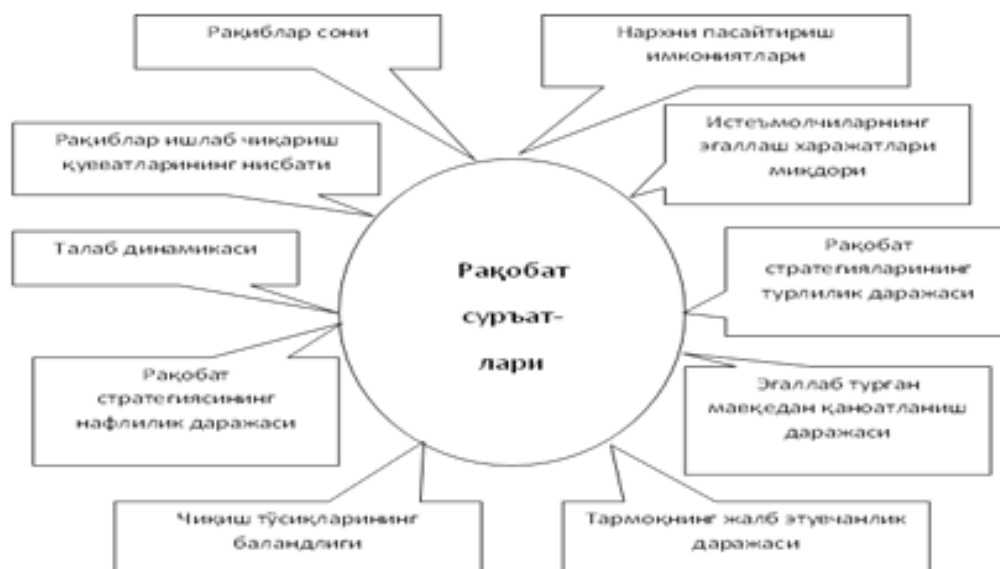 Рақиблар сони
Нархни пасайтириш
имкониятлари
Рақиблар ишлаб чиқариш
қувватларининг нисбати
Истеъмолчиларнинг
эгаллаш харажатлари
миқдори
Талаб динамикаси
Рақобат
суръат-
лари
Рақобат
стратегияларининг
турлилик даражаси
Рақобат
стратегиясининг
нафлилик даражаси
Эгаллаб турган
мавқедан қаноатланиш
даражаси
Чиқиш тўсиқларининг
баландлиги
Тармоқнинг жалб этувчанлик
даражаси